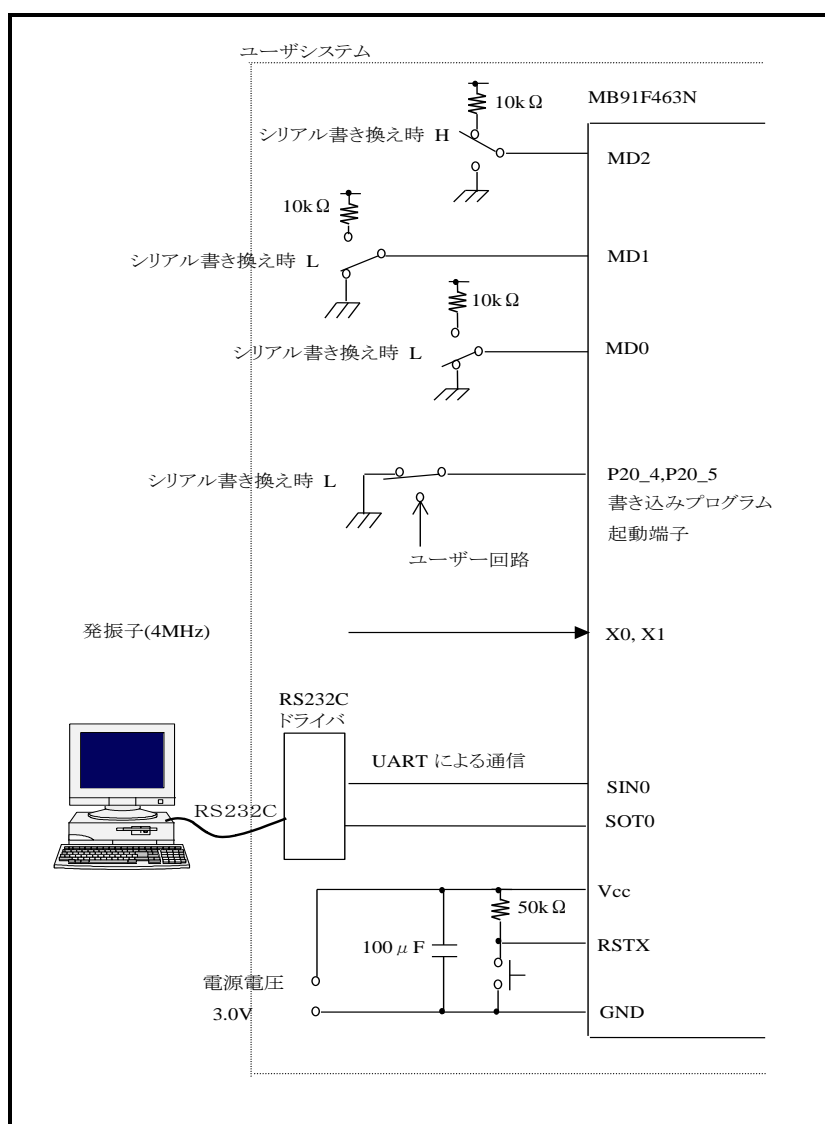 ユーザシステム
10kΩ
MB91F463N
シリアル書き換え時 H
MD2
10kΩ
シリアル書き換え時 L
MD1
10kΩ
シリアル書き換え時 L
MD0
シリアル書き換え時 L
P20_4,P20_5
書き込みプログラム
起動端子
ユーザー回路
発振子(4MHz)
X0, X1
RS232C
ドライバ
UART による通信
SIN0
RS232C
SOT0
Vcc
50kΩ
100μF
RSTX
電源電圧
3.0V
GND